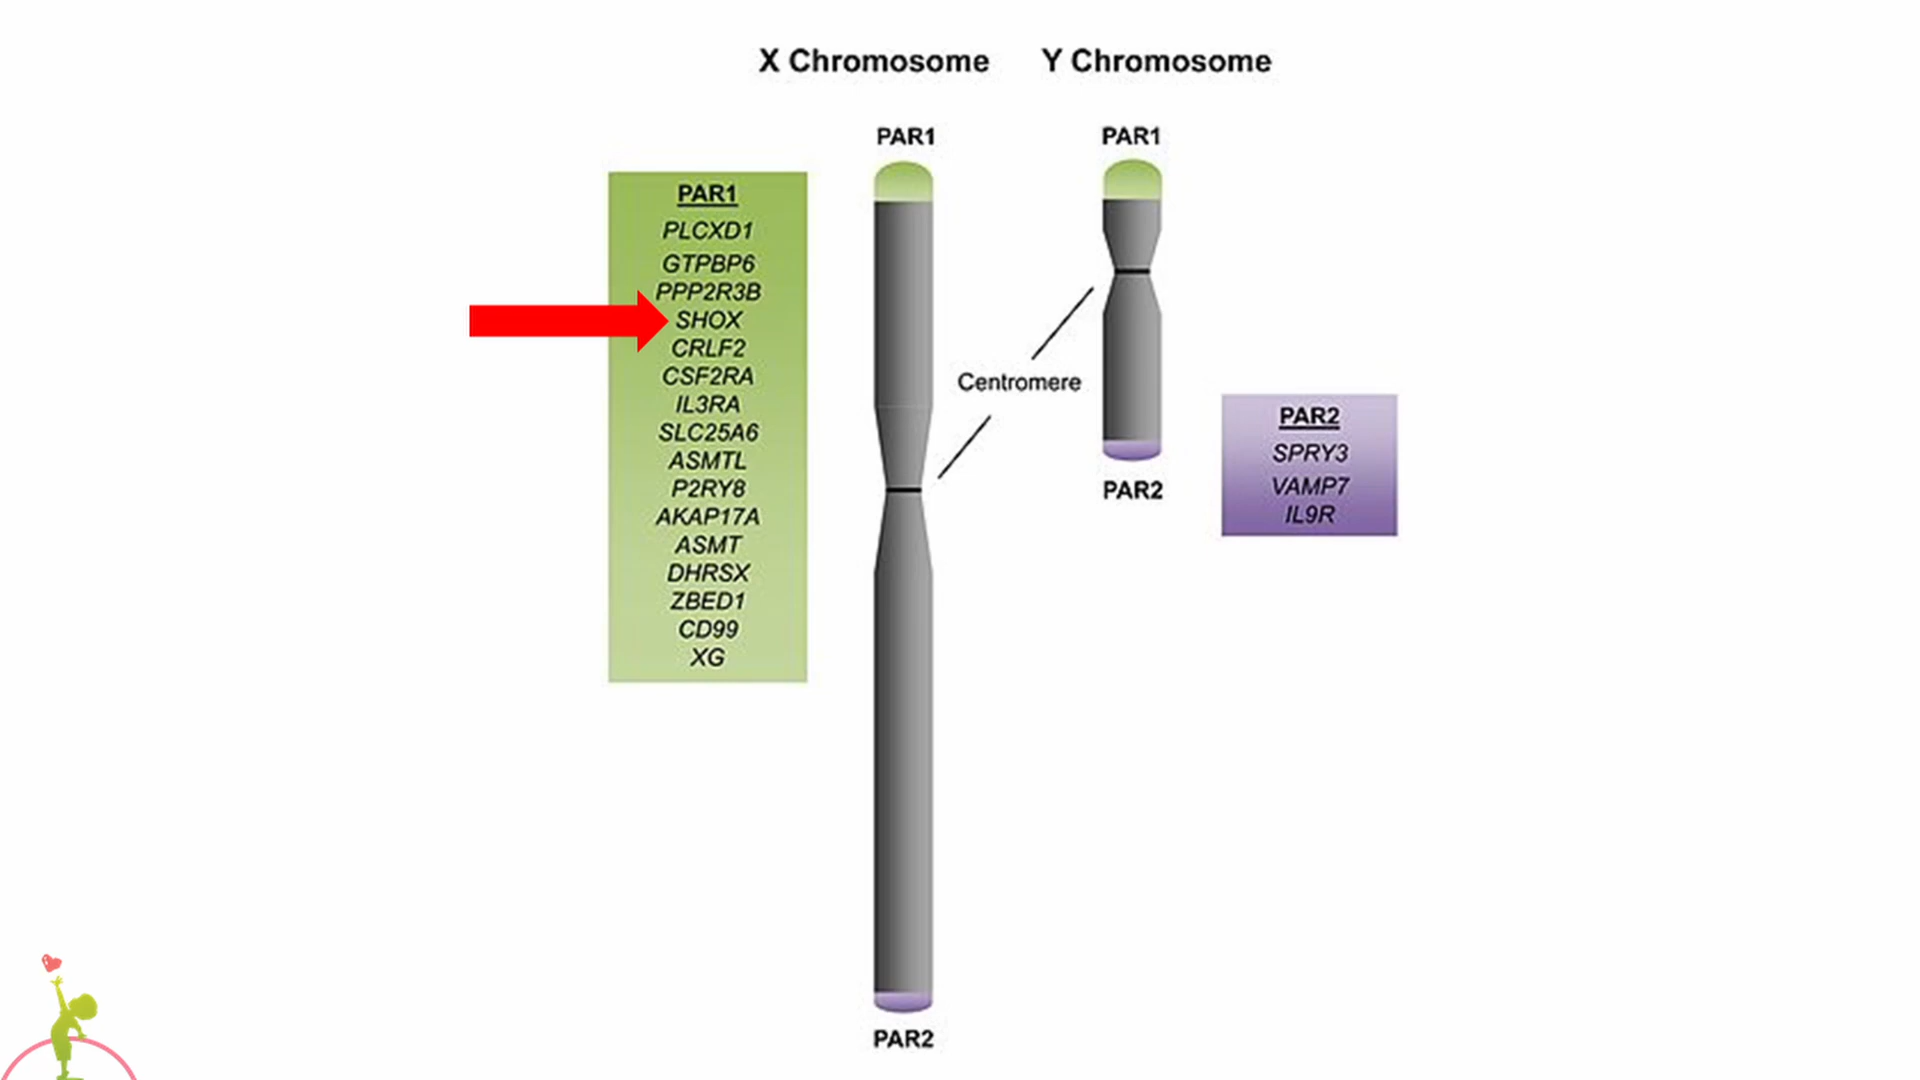 X Chromosome
Y Chromosome
PAR1
PAR1
PAR1
PLCXD1
GTPBP6
PPP2R3B
SHOX
CRLF2
CSF2RA
IL3RA
SLC25A6
ASMTL
P2RY8
AKAP17A
ASMT
DHRSX
ZBED1
CD99
XG
Centromere
PAR2
PAR2
SPRY3
VAMP7
IL9R
PAR2